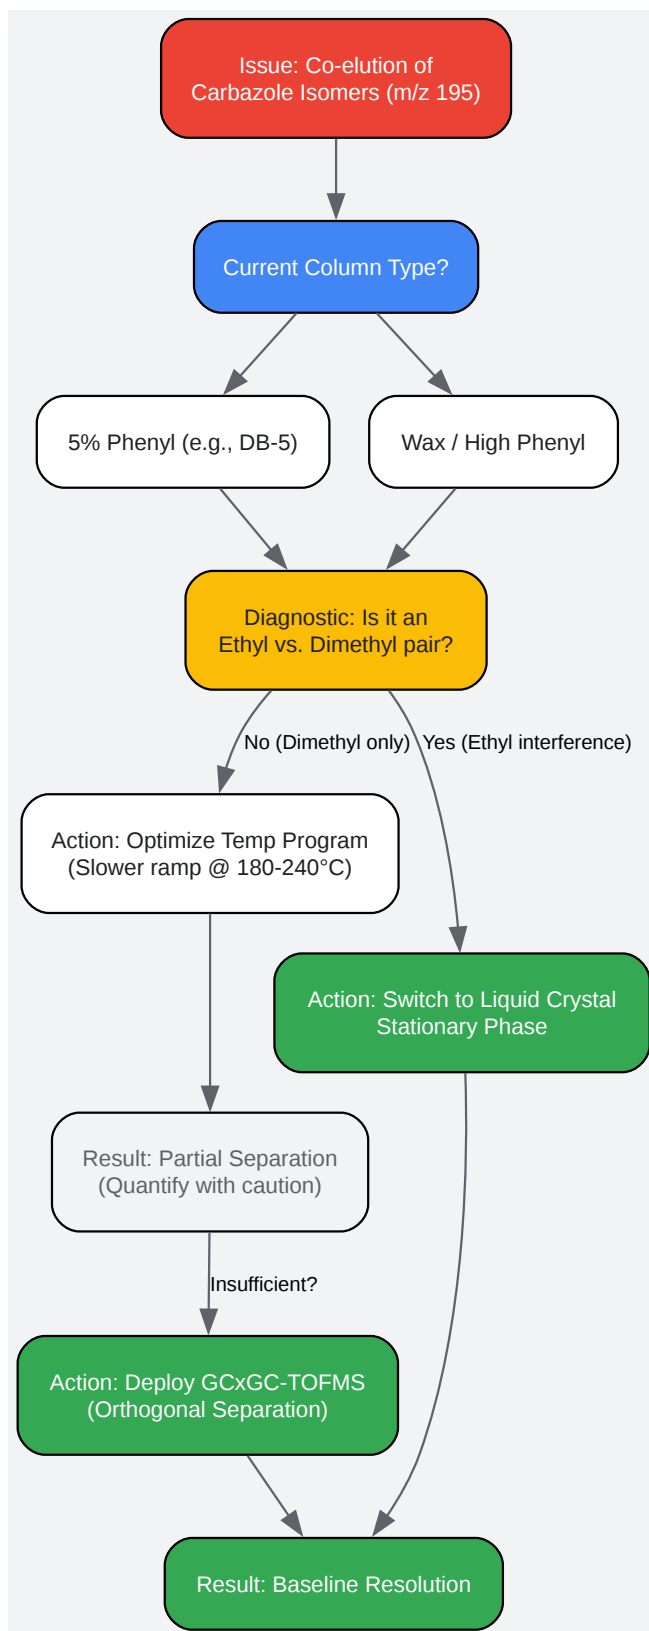 Issue: Co-elution of
Carbazole Isomers (m/z 195)
Current Column Type?
5% Phenyl (e.g., DB-5)
Wax / High Phenyl
Diagnostic: Is it an
Ethyl vs. Dimethyl pair?
No (Dimethyl only)
Yes (Ethyl interference)
Action: Optimize Temp Program
(Slower ramp @ 180-240°C)
Action: Switch to Liquid Crystal
Stationary Phase
Result: Partial Separation
(Quantify with caution)
Insufficient?
Action: Deploy GCxGC-TOFMS
(Orthogonal Separation)
Result: Baseline Resolution